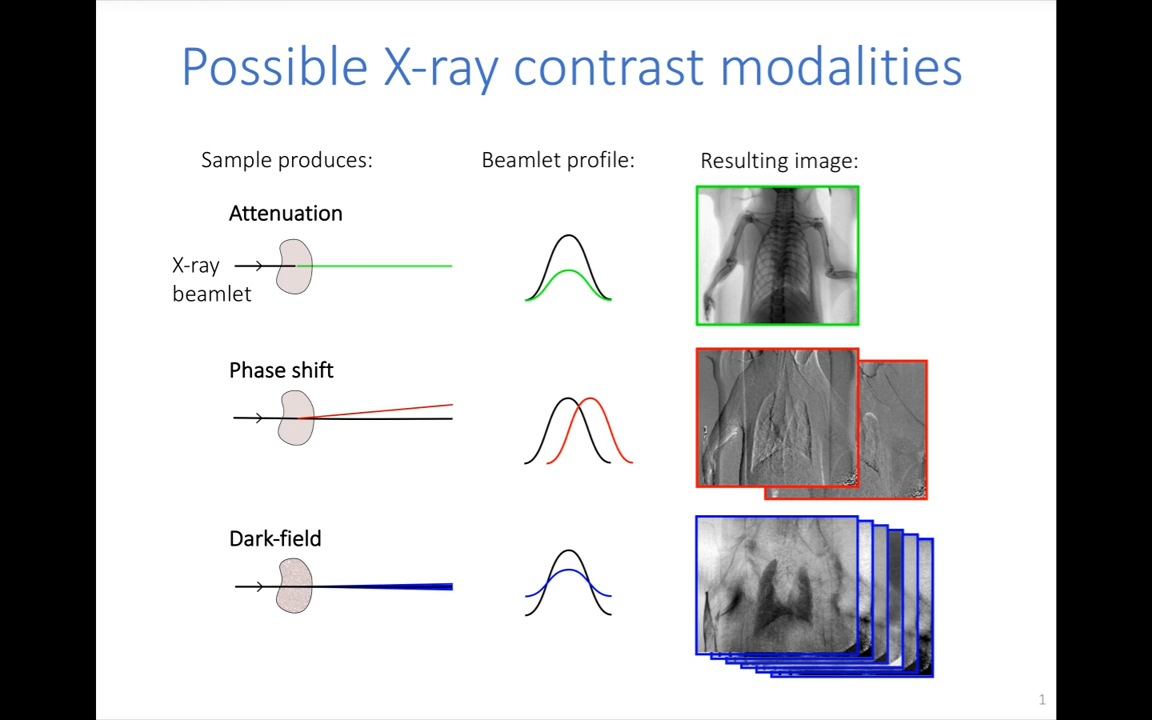 Possible X-ray contrast modalities
Sample produces:
Beamlet profile:
Resulting image:
Attenuation
X-ray
beamlet
Phase shift
Dark-field
1